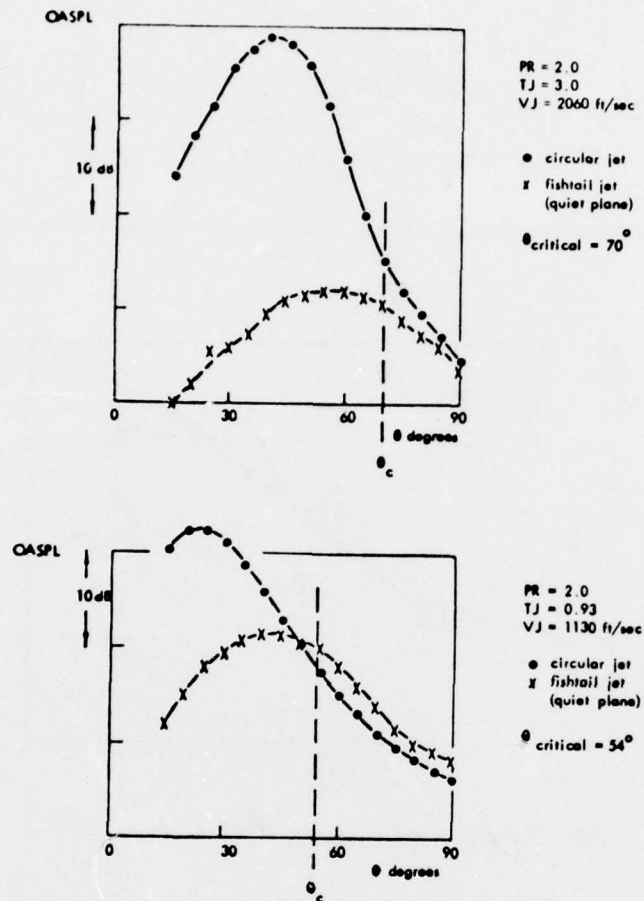 OASPL
10 dB
PR = 2.0
TJ = 3.0
VJ = 2060 ft/sec
● circular jet
x fishtail jet
(quiet plane)
θcritical = 70°
0 30 60 90
θ degrees
θc
OASPL
10 dB
PR = 2.0
TJ = 0.93
VJ = 1130 ft/sec
● circular jet
x fishtail jet
(quiet plane)
θcritical = 54°
0 30 60 90
θ degrees
θc